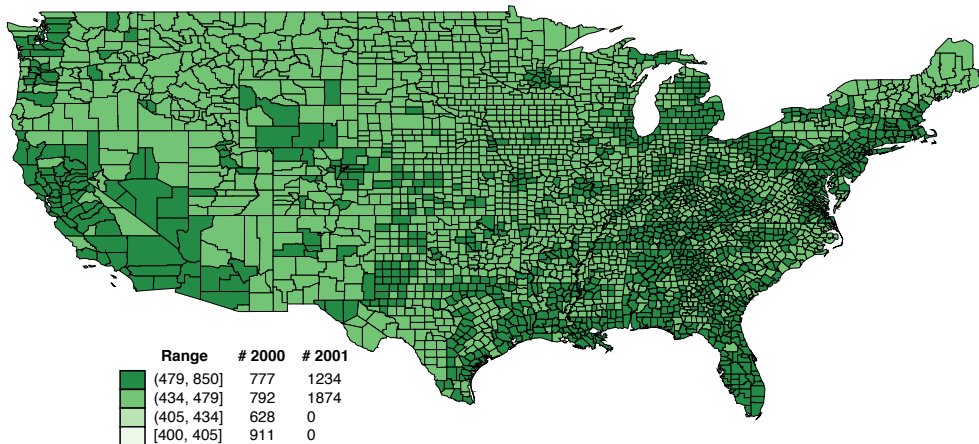 Range # 2000 # 2001
(479, 850] 777 1234
(434, 479] 792 1874
(405, 434] 628 0
[400, 405] 911 0